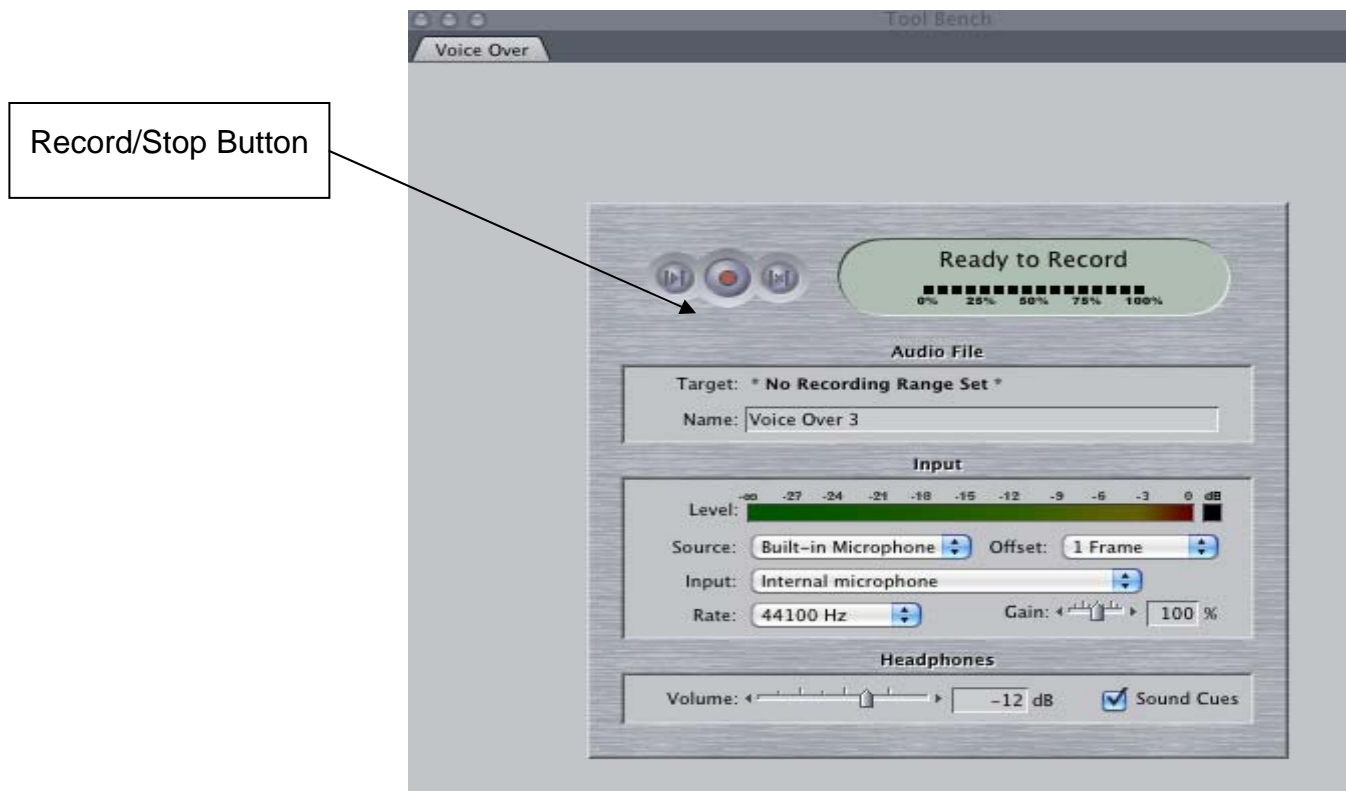 Tool Bench
Voice Over
Record/Stop Button
Ready to Record
0% 25% 50% 75% 100%
Audio File
Target: * No Recording Range Set *
Name: Voice Over 3
Input
-∞ -27 -24 -21 -18 -15 -12 -9 -6 -3 0 dB
Level:
Source: Built-in Microphone Offset: 1 Frame
Input: Internal microphone
Rate: 44100 Hz Gain: 100 %
Headphones
Volume: -12 dB Sound Cues